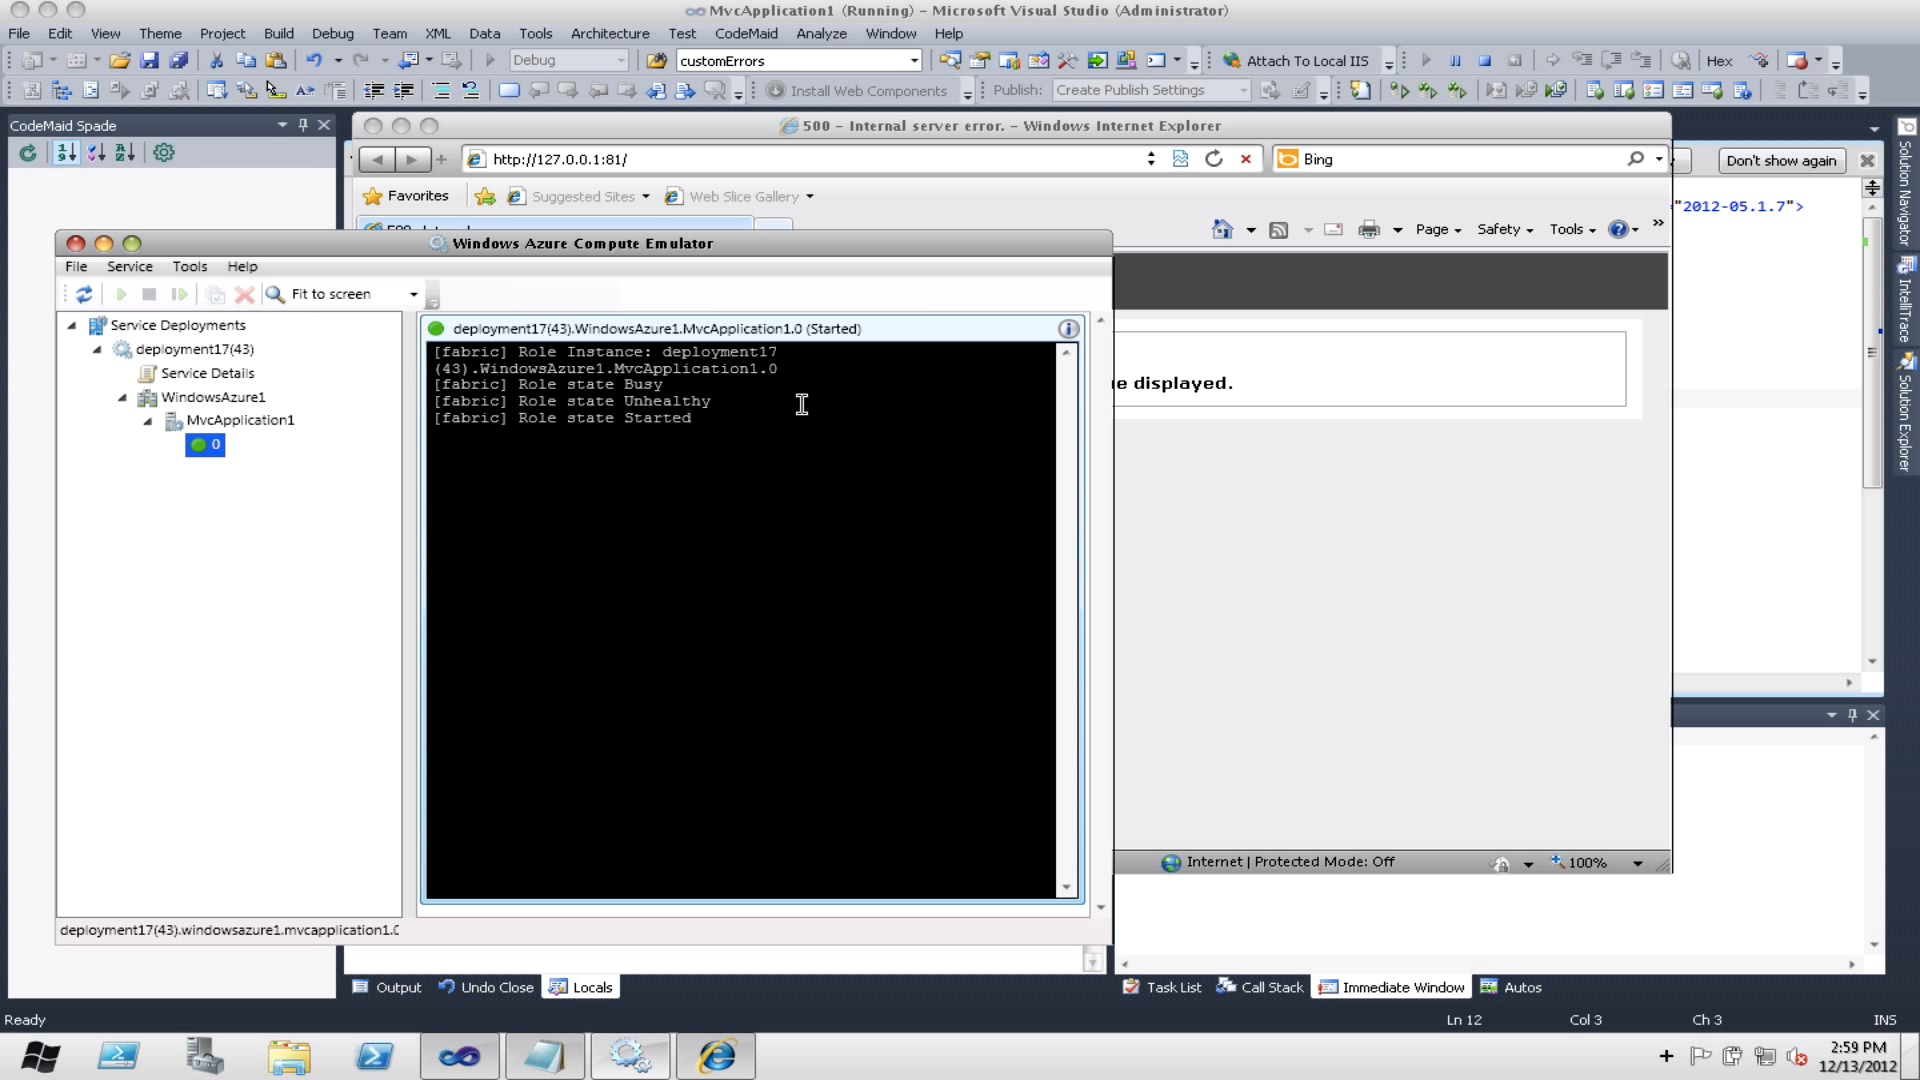 MvcApplication1 (Running) - Microsoft Visual Studio (Administrator)
File Edit View Theme Project Build Debug Team XML Data Tools Architecture Test CodeMaid Analyze Window Help
Debug customErrors Attach To Local IIS Hex
Install Web Components Publish: Create Publish Settings
CodeMaid Spade
500 - Internal server error. - Windows Internet Explorer
http://127.0.0.1:81/ Bing
Don't show again
Favorites Suggested Sites Web Slice Gallery
"2012-05.1.7">
Page Safety Tools
Windows Azure Compute Emulator
File Service Tools Help
Fit to screen
Service Deployments
deployment17(43)
Service Details
WindowsAzure1
MvcApplication1
0
deployment17(43).WindowsAzure1.MvcApplication1.0 (Started)
[fabric] Role Instance: deployment17
(43).WindowsAzure1.MvcApplication1.0
[fabric] Role state Busy
[fabric] Role state Unhealthy
[fabric] Role state Started
e displayed.
Solution Navigator
IntelliTrace
Solution Explorer
Internet | Protected Mode: Off 100%
deployment17(43).windowsazure1.mvcapplication1.0
Output Undo Close Locals
Task List Call Stack Immediate Window Autos
Ready Ln 12 Col 3 Ch 3 INS
2:59 PM
12/13/2012